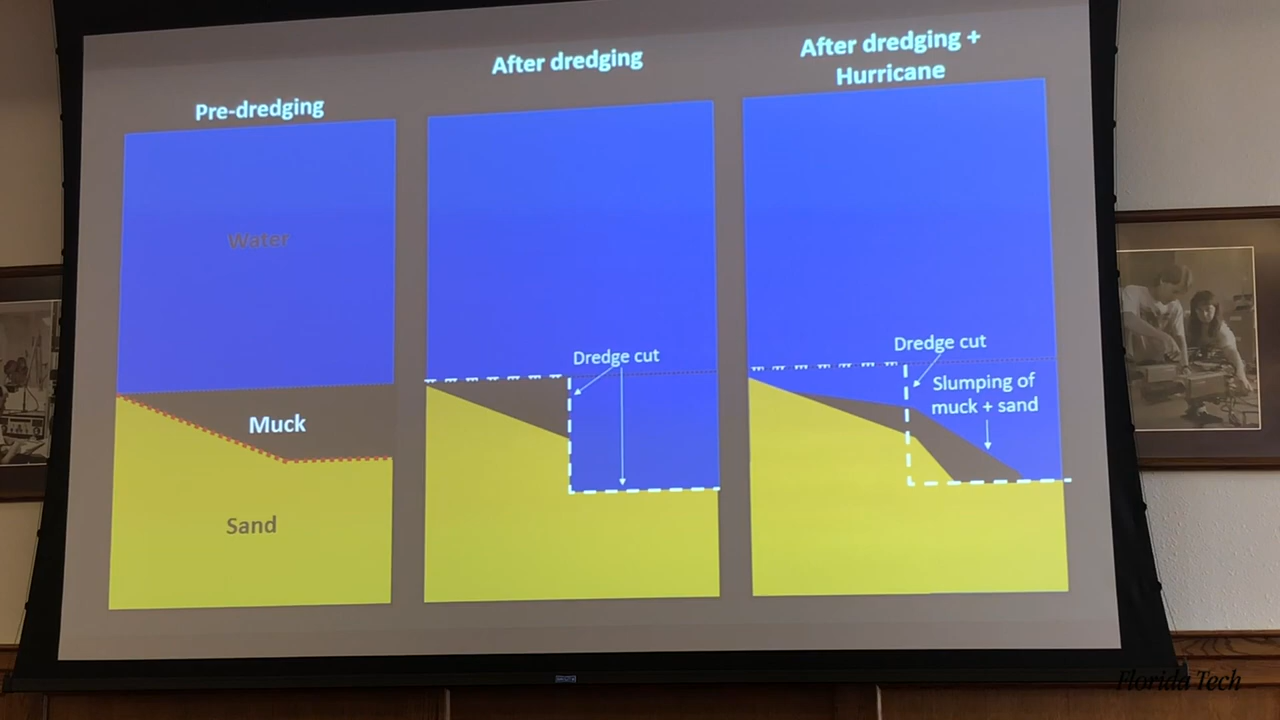 Pre-dredging
Water
Muck
Sand
After dredging
Dredge cut
After dredging +
Hurricane
Dredge cut
Slumping of
muck + sand
Florida Tech